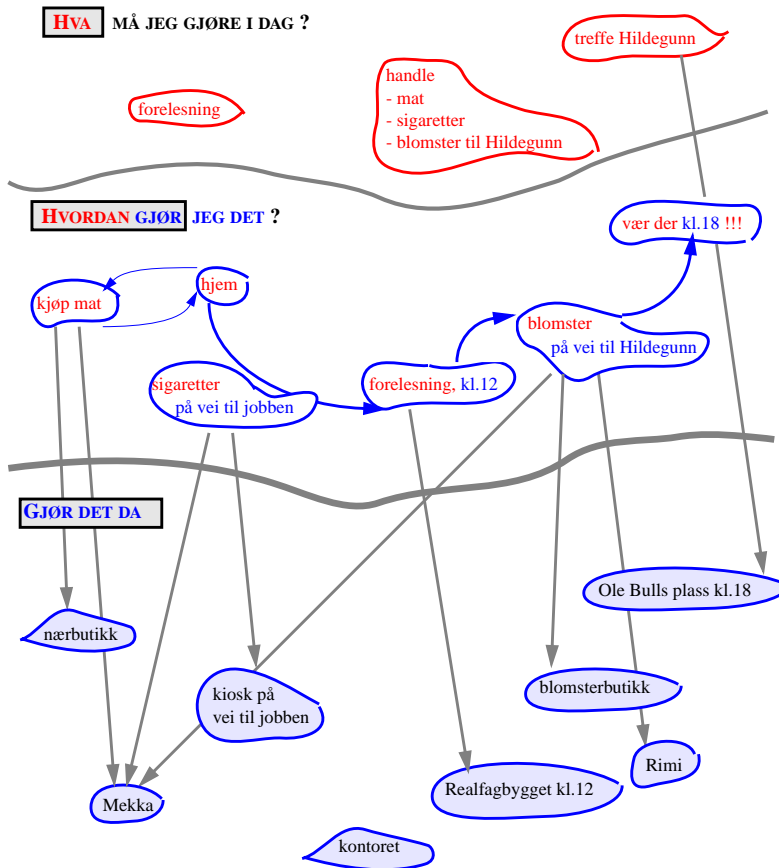 HVA MÅ JEG GJØRE I DAG ?
treffe Hildegunn
handle
- mat
- sigaretter
- blomster til Hildegunn
forelesning
HVORDAN GJØR JEG DET ?
vær der kl.18 !!!
hjem
kjøp mat
blomster
på vei til Hildegunn
sigaretter
på vei til jobben
forelesning, kl.12
GJØR DET DA
Ole Bulls plass kl.18
nærbutikk
kiosk på
vei til jobben
blomsterbutikk
Rimi
Realfagbygget kl.12
Mekka
kontoret